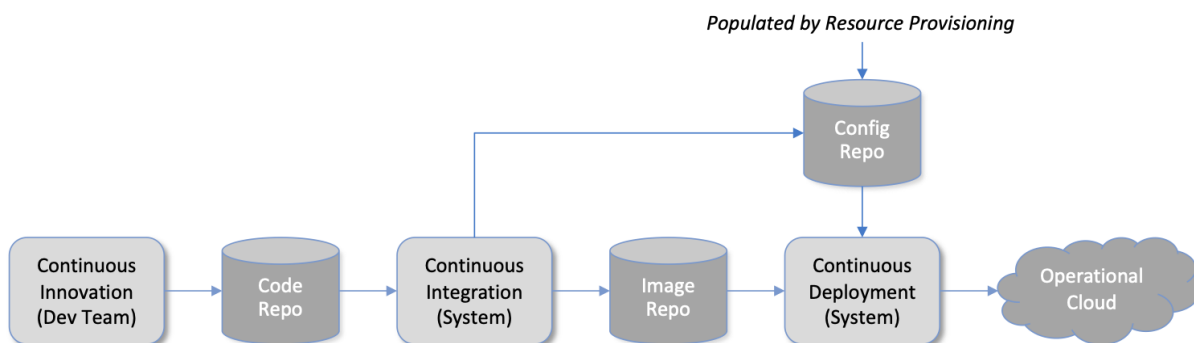 Populated by Resource Provisioning
Config
Repo
Continuous
Innovation
(Dev Team)
Code
Repo
Continuous
Integration
(System)
Image
Repo
Continuous
Deployment
(System)
Operational
Cloud